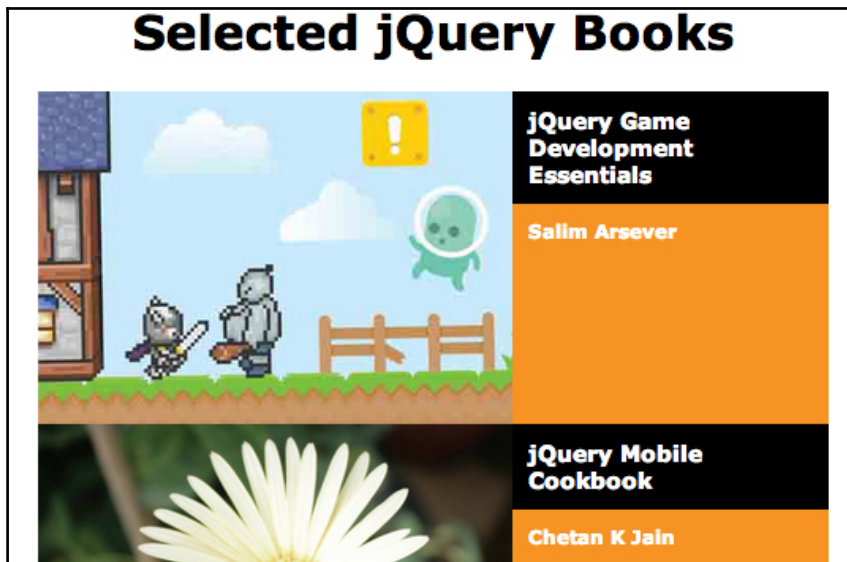 Selected jQuery Books
jQuery Game
Development
Essentials
Salim Arsever
jQuery Mobile
Cookbook
Chetan K Jain